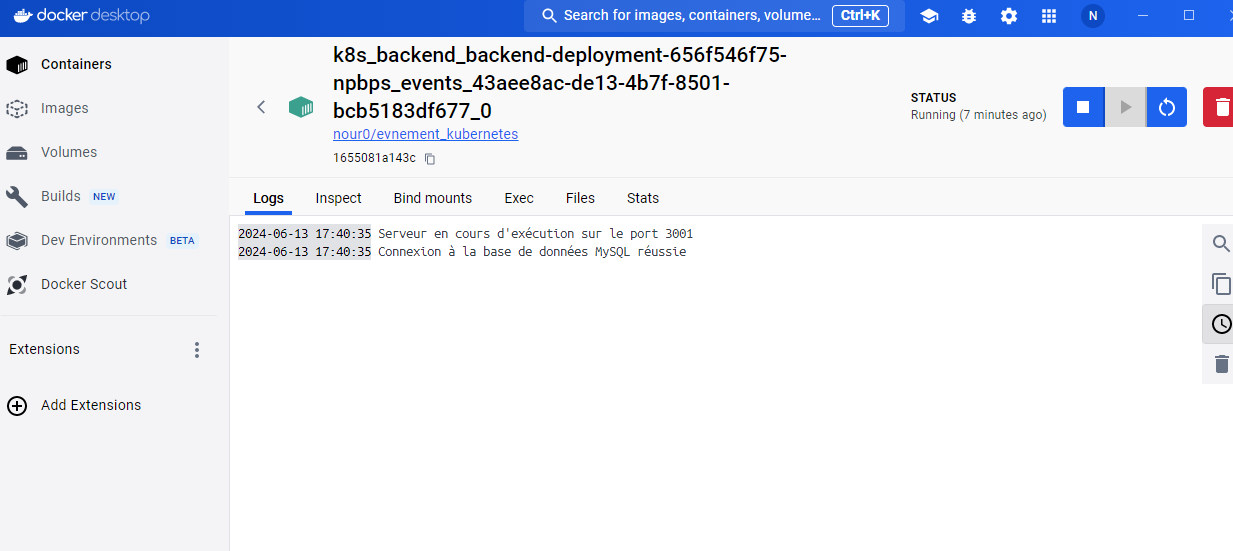 docker desktop
Search for images, containers, volume... Ctrl+K
N
Containers
Images
Volumes
Builds NEW
Dev Environments BETA
Docker Scout
Extensions
Add Extensions
k8s_backend_backend-deployment-656f546f75-
npbps_events_43aee8ac-de13-4b7f-8501-
bcb5183df677_0
nour0/evnement_kubernetes
1655081a143c
STATUS
Running (7 minutes ago)
Logs Inspect Bind mounts Exec Files Stats
2024-06-13 17:40:35 Serveur en cours d'exécution sur le port 3001
2024-06-13 17:40:35 Connexion à la base de données MySQL réussie